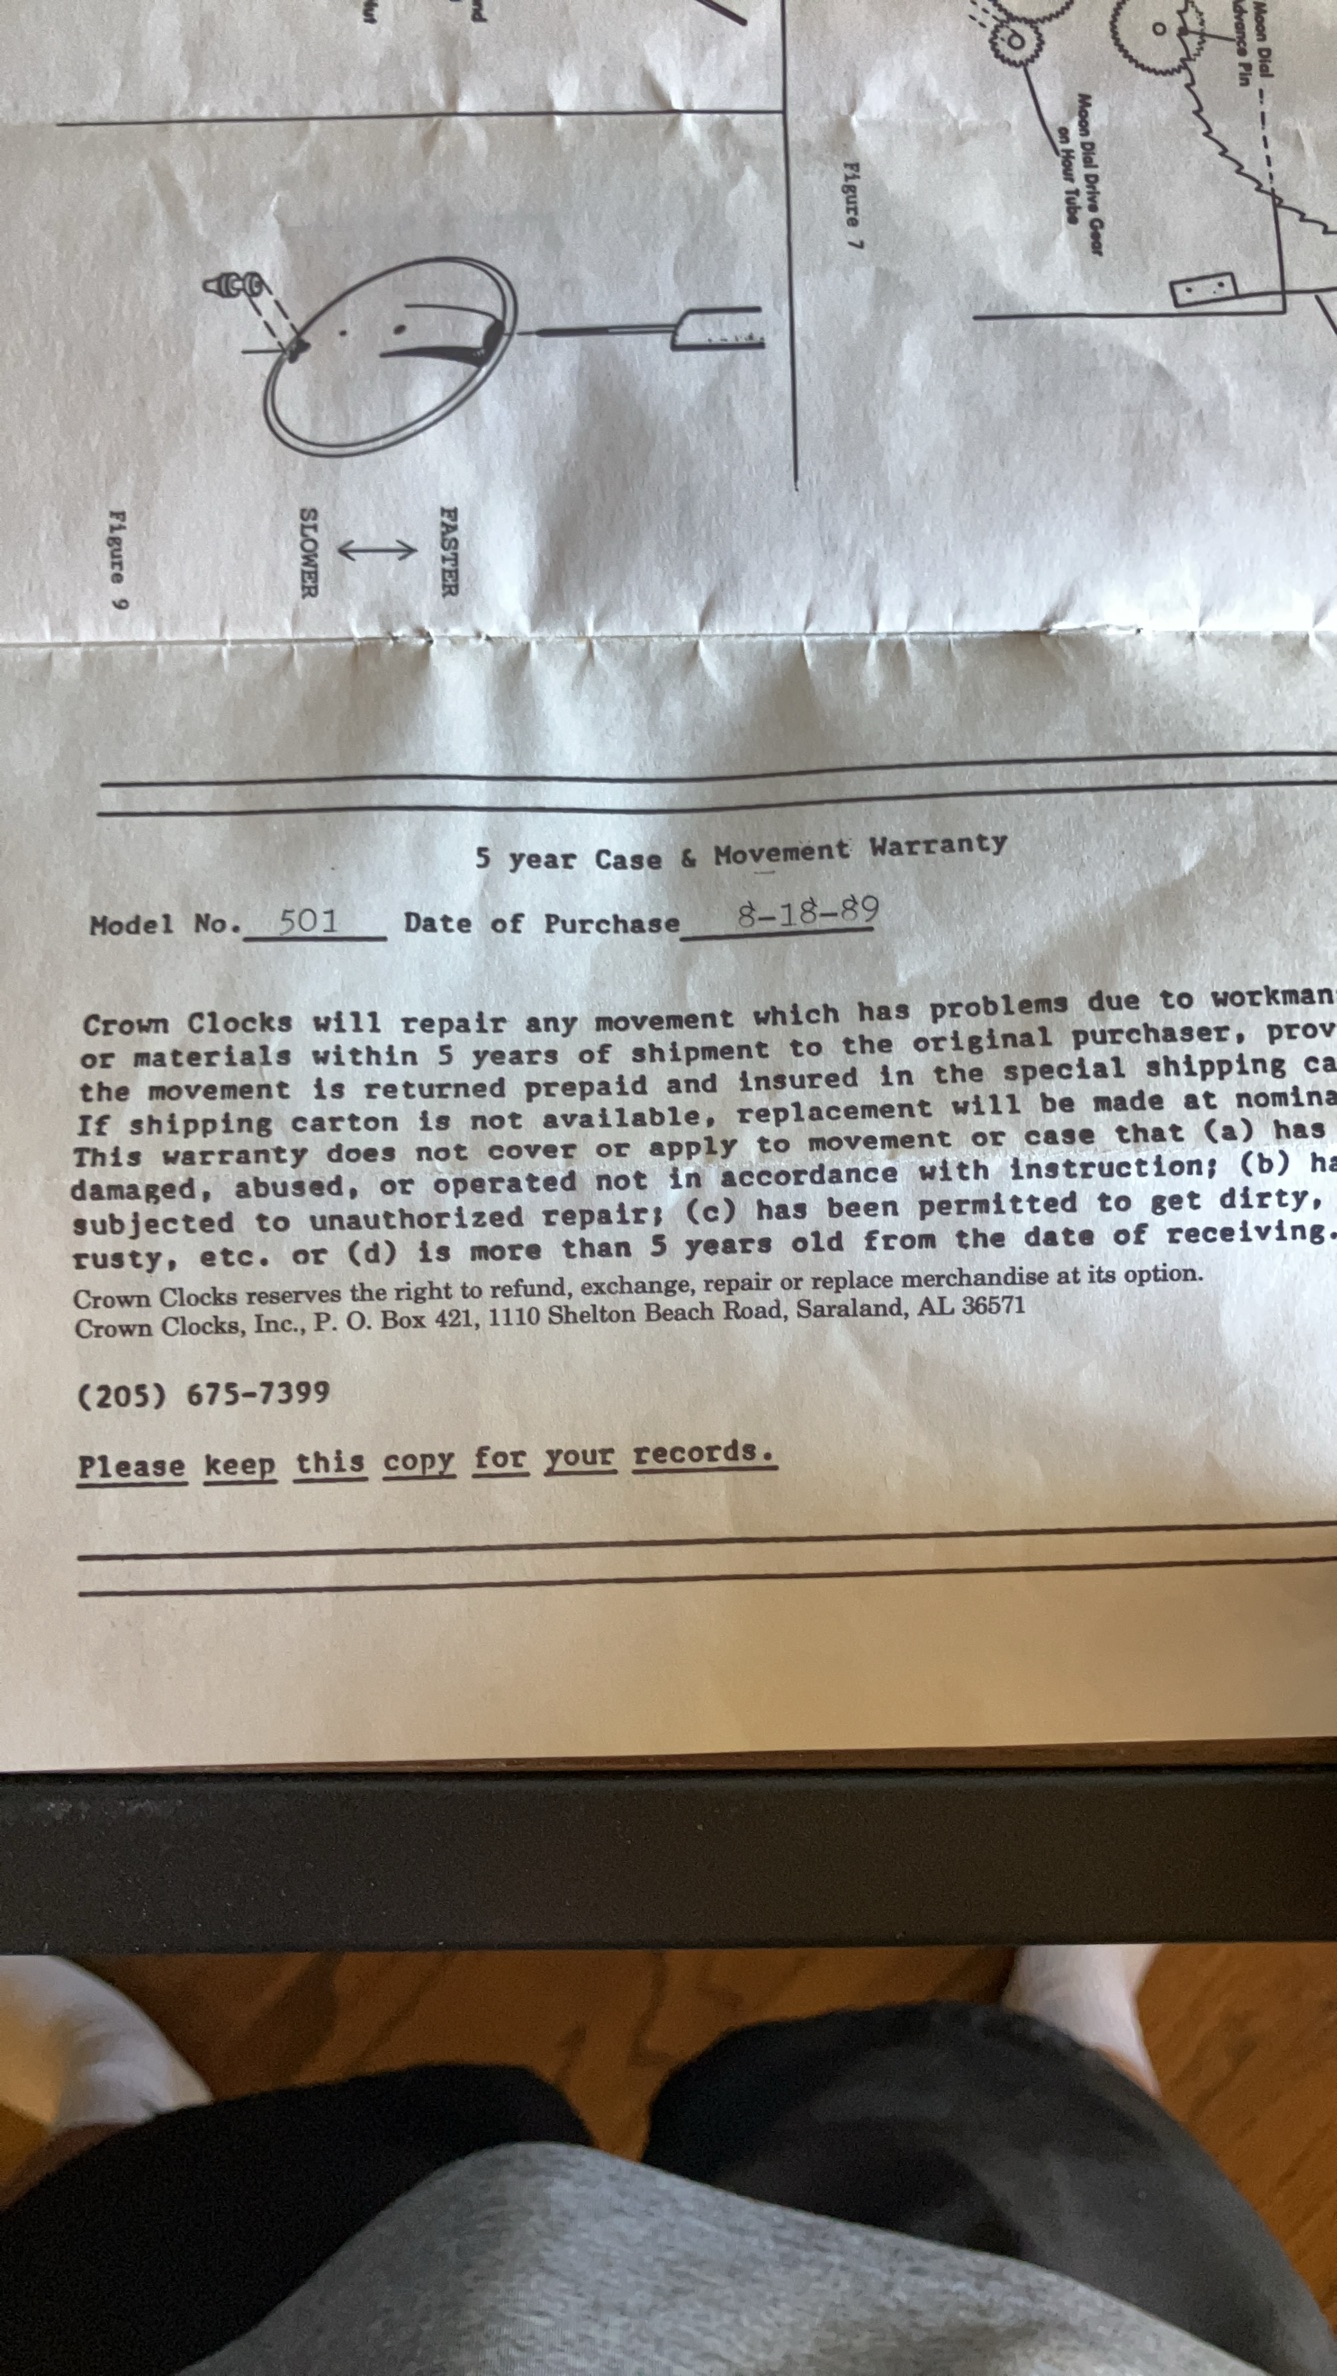 Moon Dial
Advance Pin
Moon Dial Drive Gear
on Hour Tube
Figure 7
FASTER
SLOWER
Figure 9
5 year Case & Movement Warranty
Model No. 501 Date of Purchase 8-18-89
Crown Clocks will repair any movement which has problems due to workman
or materials within 5 years of shipment to the original purchaser, prov
the movement is returned prepaid and insured in the special shipping ca
If shipping carton is not available, replacement will be made at nomina
This warranty does not cover or apply to movement or case that (a) has
damaged, abused, or operated not in accordance with instruction; (b) ha
subjected to unauthorized repair; (c) has been permitted to get dirty,
rusty, etc. or (d) is more than 5 years old from the date of receiving.
Crown Clocks reserves the right to refund, exchange, repair or replace merchandise at its option.
Crown Clocks, Inc., P. O. Box 421, 1110 Shelton Beach Road, Saraland, AL 36571
(205) 675-7399
Please keep this copy for your records.